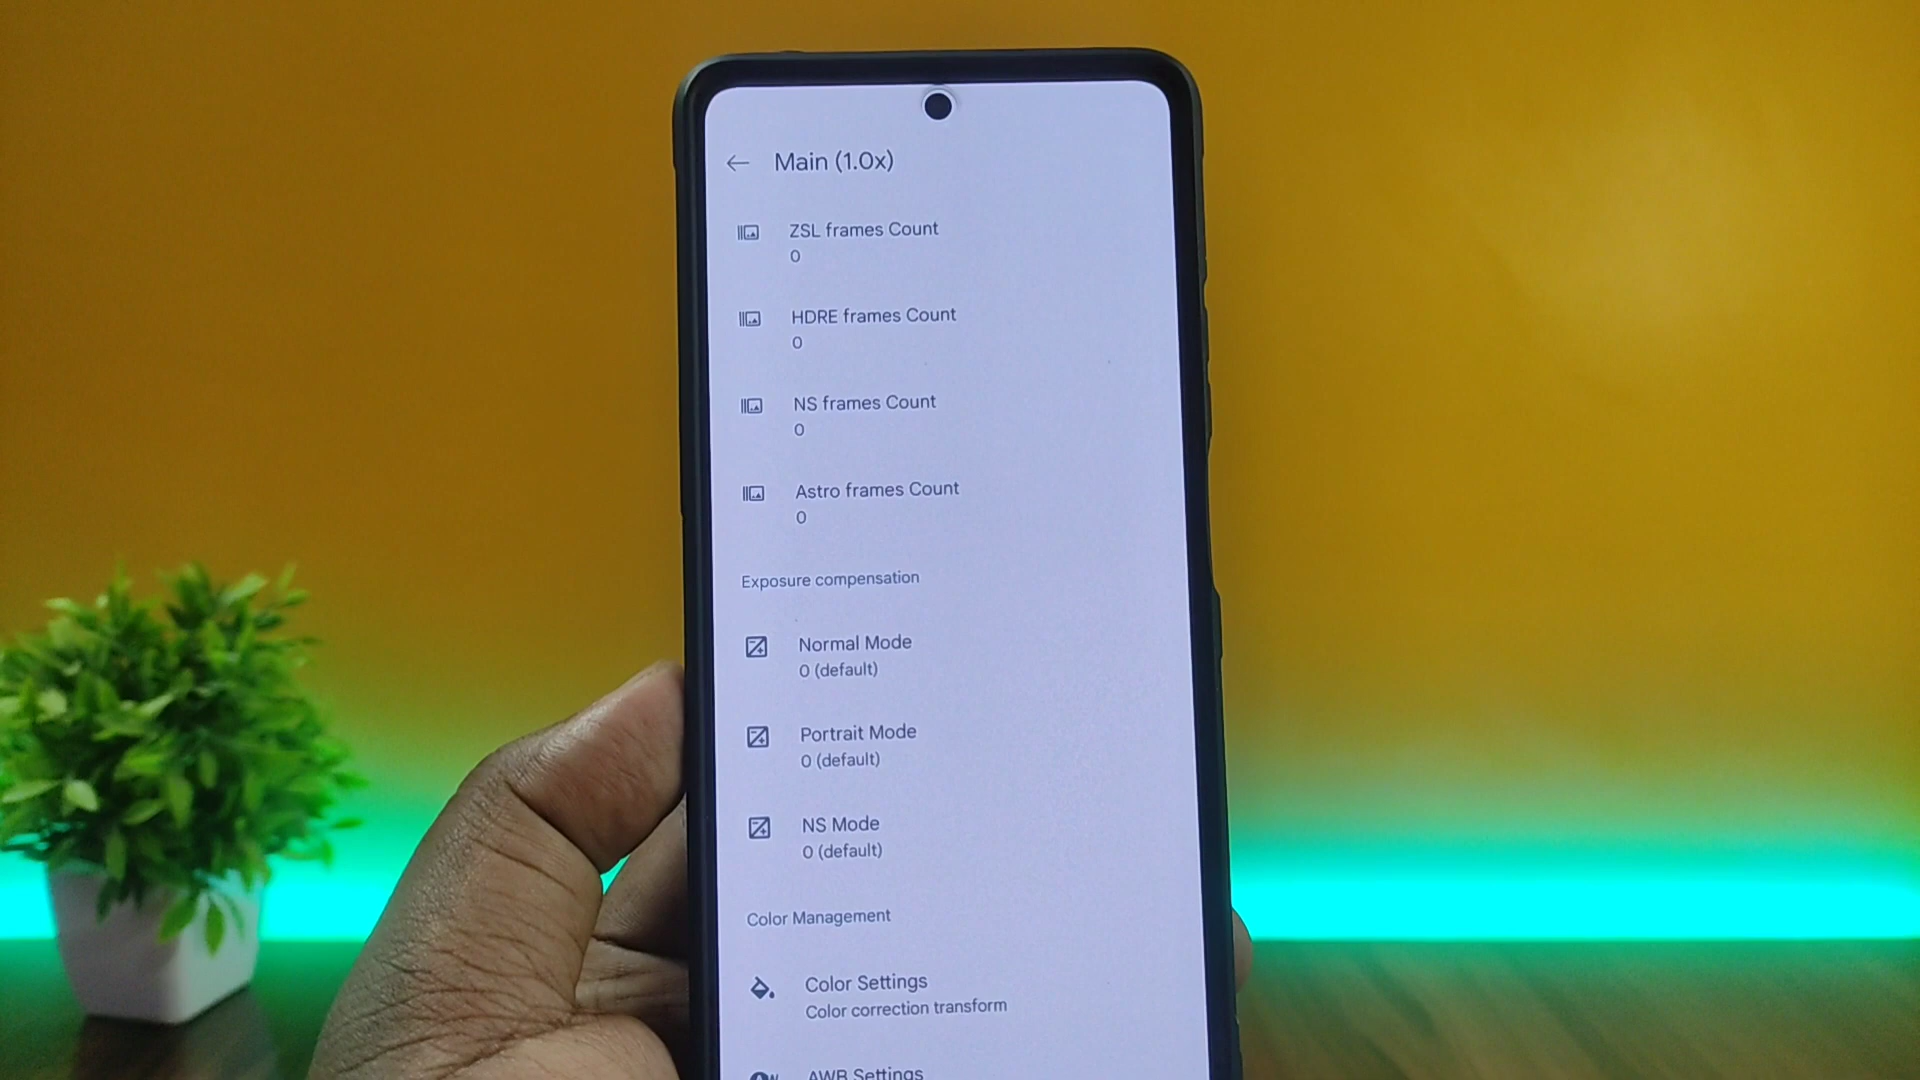 Main (1.0x)
ZSL frames Count
0
HDRE frames Count
0
NS frames Count
0
Astro frames Count
0
Exposure compensation
Normal Mode
0 (default)
Portrait Mode
0 (default)
NS Mode
0 (default)
Color Management
Color Settings
Color correction transform
AWB Settings